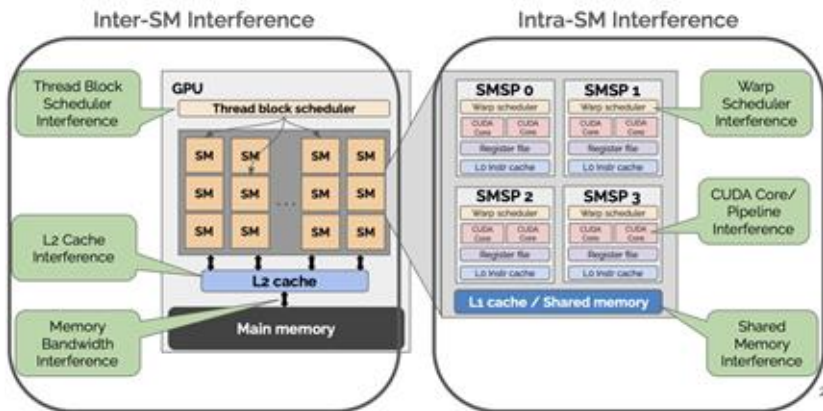 Inter-SM Interference
Thread Block
Scheduler
Interference
L2 Cache
Interference
Memory
Bandwidth
Interference
GPU
Thread block scheduler
SM SM SM SM
SM SM SM SM
...
SM SM SM SM
L2 cache
Main memory
Intra-SM Interference
SMSP 0
Warp scheduler
CUDA
Core
CUDA
Core
Register file
L0 Instr cache
SMSP 1
Warp scheduler
CUDA
Core
CUDA
Core
Register file
L0 Instr cache
SMSP 2
Warp scheduler
CUDA
Core
CUDA
Core
Register file
L0 Instr cache
SMSP 3
Warp scheduler
CUDA
Core
CUDA
Core
Register file
L0 Instr cache
L1 cache / Shared memory
Warp
Scheduler
Interference
CUDA Core/
Pipeline
Interference
Shared
Memory
Interference